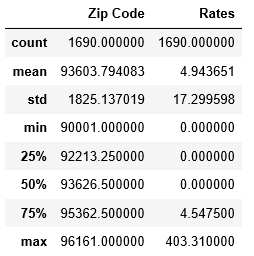 Zip Code Rates
count 1690.000000 1690.000000
mean 93603.794083 4.943651
std 1825.137019 17.299598
min 90001.000000 0.000000
25% 92213.250000 0.000000
50% 93626.500000 0.000000
75% 95362.500000 4.547500
max 96161.000000 403.310000